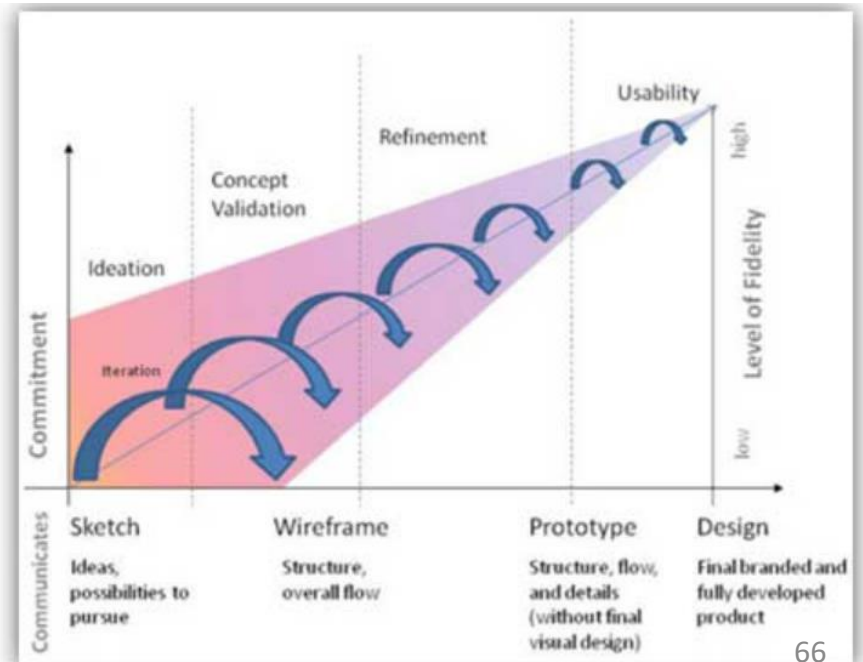 Usability
Refinement
Concept
Validation
Ideation
Iteration
Commitment
high
Level of Fidelity
low
Communicates
Sketch
Ideas,
possibilities to
pursue
Wireframe
Structure,
overall flow
Prototype
Structure, flow,
and details
(without final
visual design)
Design
Final branded and
fully developed
product
66